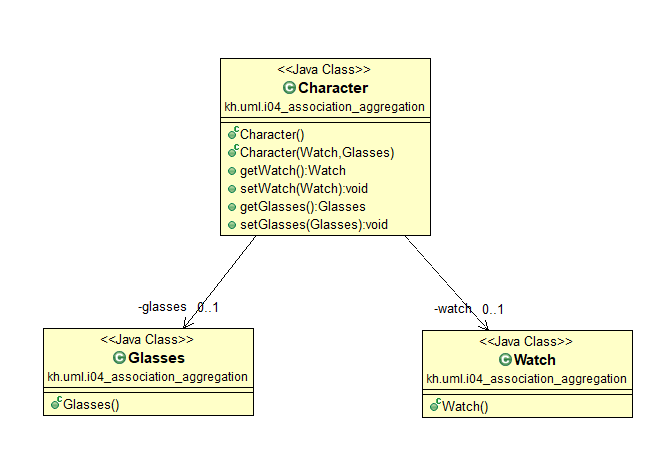 <<Java Class>>
Character
kh.uml.i04_association_aggregation
Character()
Character(Watch,Glasses)
getWatch():Watch
setWatch(Watch):void
getGlasses():Glasses
setGlasses(Glasses):void
-glasses 0..1
-watch 0..1
<<Java Class>>
Glasses
kh.uml.i04_association_aggregation
Glasses()
<<Java Class>>
Watch
kh.uml.i04_association_aggregation
Watch()